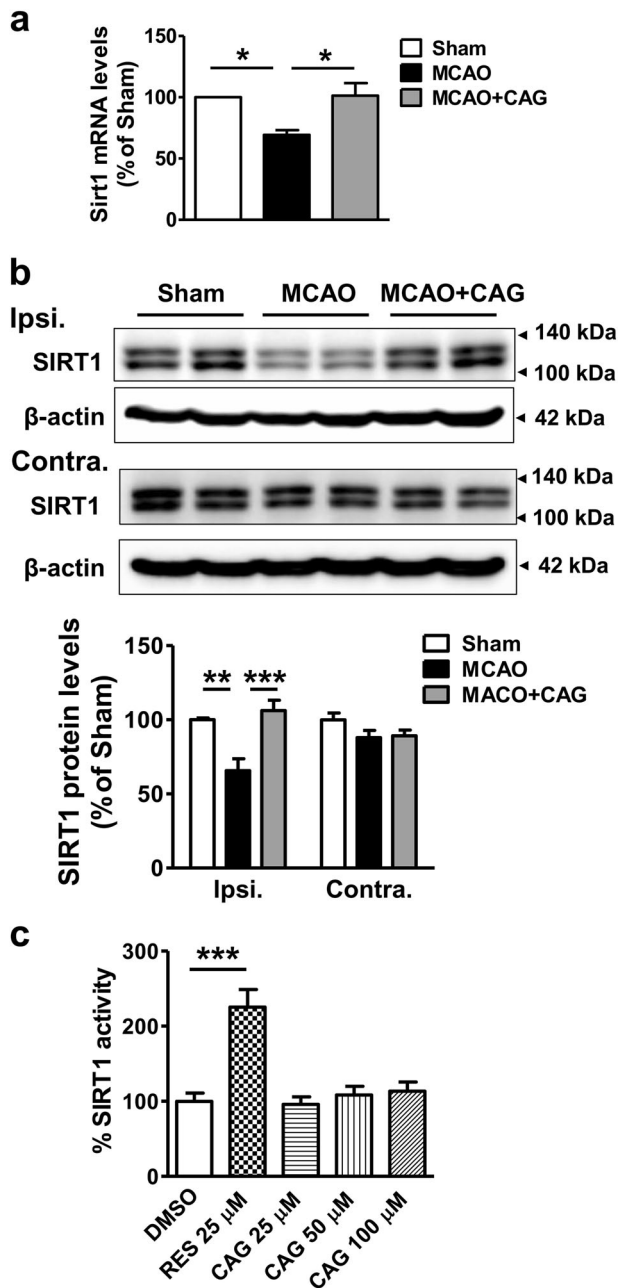 a
Sirt1 mRNA levels
(% of Sham)
150
100
50
0
*
*
Sham
MCAO
MCAO+CAG
b
Sham MCAO MCAO+CAG
Ipsi.
SIRT1
140 kDa
100 kDa
β-actin
42 kDa
Contra.
SIRT1
140 kDa
100 kDa
β-actin
42 kDa
SIRT1 protein levels
(% of Sham)
150
100
50
0
** ***
Sham
MCAO
MACO+CAG
Ipsi. Contra.
c
% SIRT1 activity
300
200
100
0
***
DMSO
RES 25 μM
CAG 25 μM
CAG 50 μM
CAG 100 μM